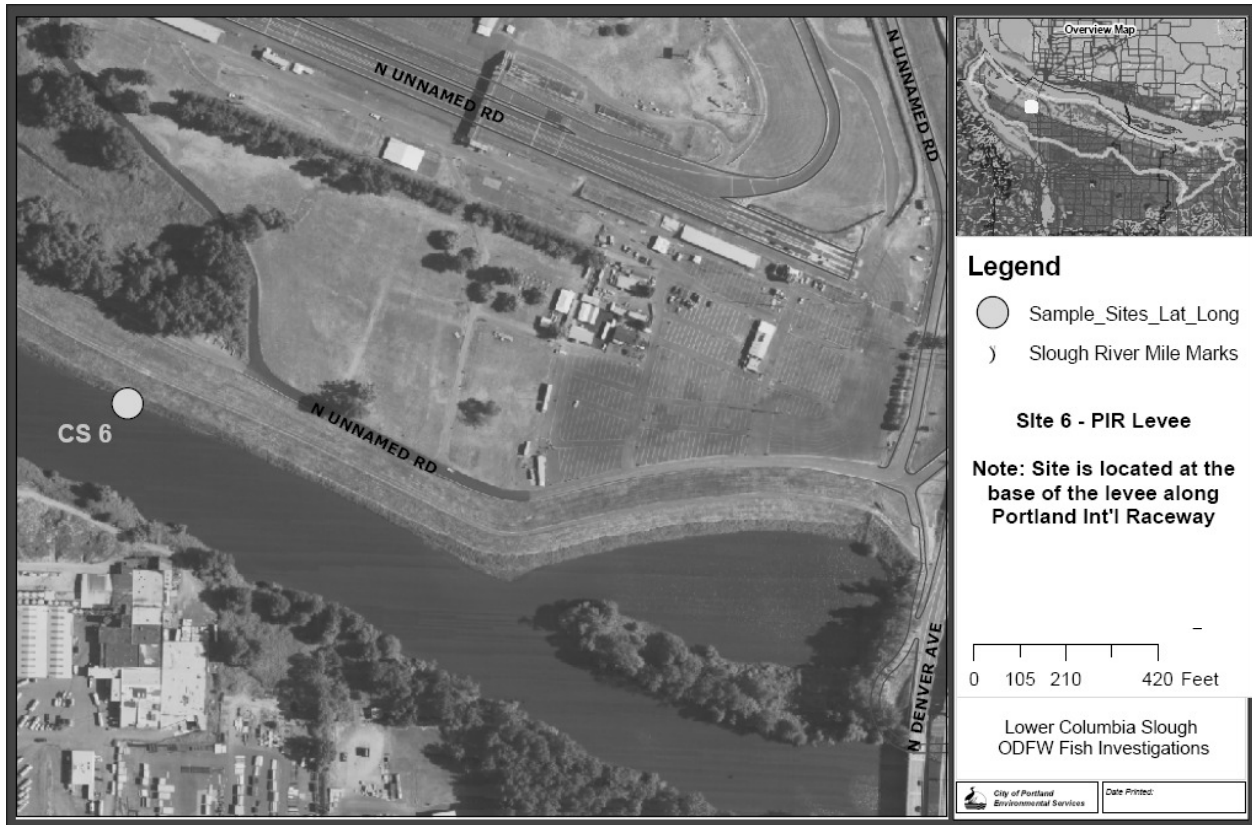 N UNNAMED RD
N UNNAMED RD
CS 6
N UNNAMED RD
N DENVER AVE
Overview Map
Legend
Sample_Sites_Lat_Long
Slough River Mile Marks
SIte 6 - PIR Levee
Note: Site is located at the
base of the levee along
Portland Int'l Raceway
0 105 210 420 Feet
Lower Columbia Slough
ODFW Fish Investigations
City of Portland
Environmental Services
Date Printed: